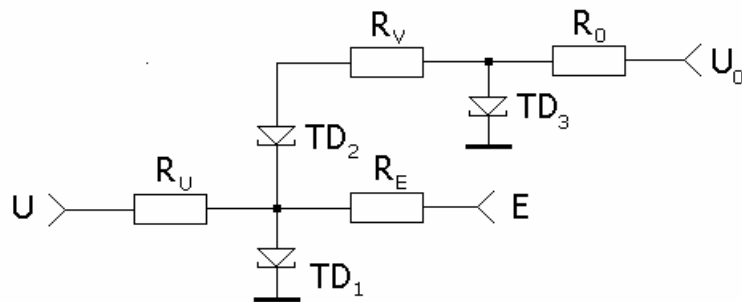 R_V
R_0
U_0
TD_3
TD_2
R_U
R_E
U
E
TD_1